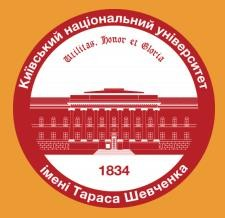 Київський національний університет
Utilitas, Honor et Gloria
1834
імені Тараса Шевченка